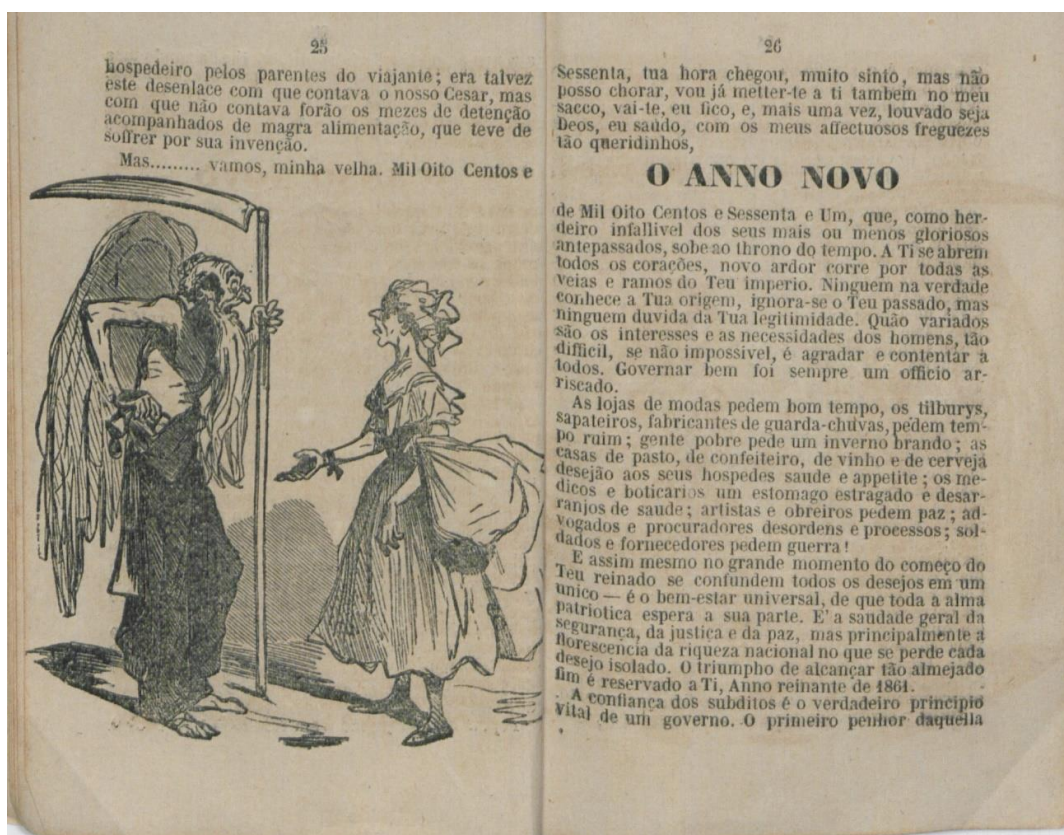 25
hospedeiro pelos parentes do viajante; era talvez
este desenlace com que contava o nosso Cesar, mas
com que não contava forão os mezes de detenção
acompanhados de magra alimentação, que teve de
soffrer por sua invenção.
Mas......... vamos, minha velha. Mil Oito Centos e
26
Sessenta, tua hora chegou, muito sinto, mas não
posso chorar, vou já metter-te a ti tambem no meu
sacco, vai-te, eu fico, e, mais uma vez, louvado seja
Deos, eu saúdo, com os meus affectuosos freguezes
tão queridinhos,
O ANNO NOVO
de Mil Oito Centos e Sessenta e Um, que, como her-
deiro infallivel dos seus mais ou menos gloriosos
antepassados, sobe ao throno do tempo. A Ti se abrem
todos os corações, novo ardor corre por todas as
veias e ramos do Teu imperio. Ninguem na verdade
conhece a Tua origem, ignora-se o Teu passado, mas
ninguem duvida da Tua legitimidade. Quão variados
são os interesses e as necessidades dos homens, tão
difficil, se não impossivel, é agradar e contentar a
todos. Governar bem foi sempre um officio ar-
riscado.
As lojas de modas pedem bom tempo, os tilburys,
sapateiros, fabricantes de guarda-chuvas, pedem tem-
po ruim; gente pobre pede um inverno brando; as
casas de pasto, de confeiteiro, de vinho e de cerveja
desejão aos seus hospedes saude e appetite; os me-
dicos e boticarios um estomago estragado e desar-
ranjos de saude; artistas e obreiros pedem paz; ad-
vogados e procuradores desordens e processos; sol-
dados e fornecedores pedem guerra!
E assim mesmo no grande momento do começo do
Teu reinado se confundem todos os desejos em um
unico — é o bem-estar universal, de que toda a alma
patriotica espera a sua parte. E' a saudade geral da
segurança, da justiça e da paz, mas principalmente a
florescencia da riqueza nacional no que se perde cada
desejo isolado. O triumpho de alcançar tão almejado
fim é reservado a Ti, Anno reinante de 1861.
A confiança dos subditos é o verdadeiro principio
vital de um governo. O primeiro penhor daquella